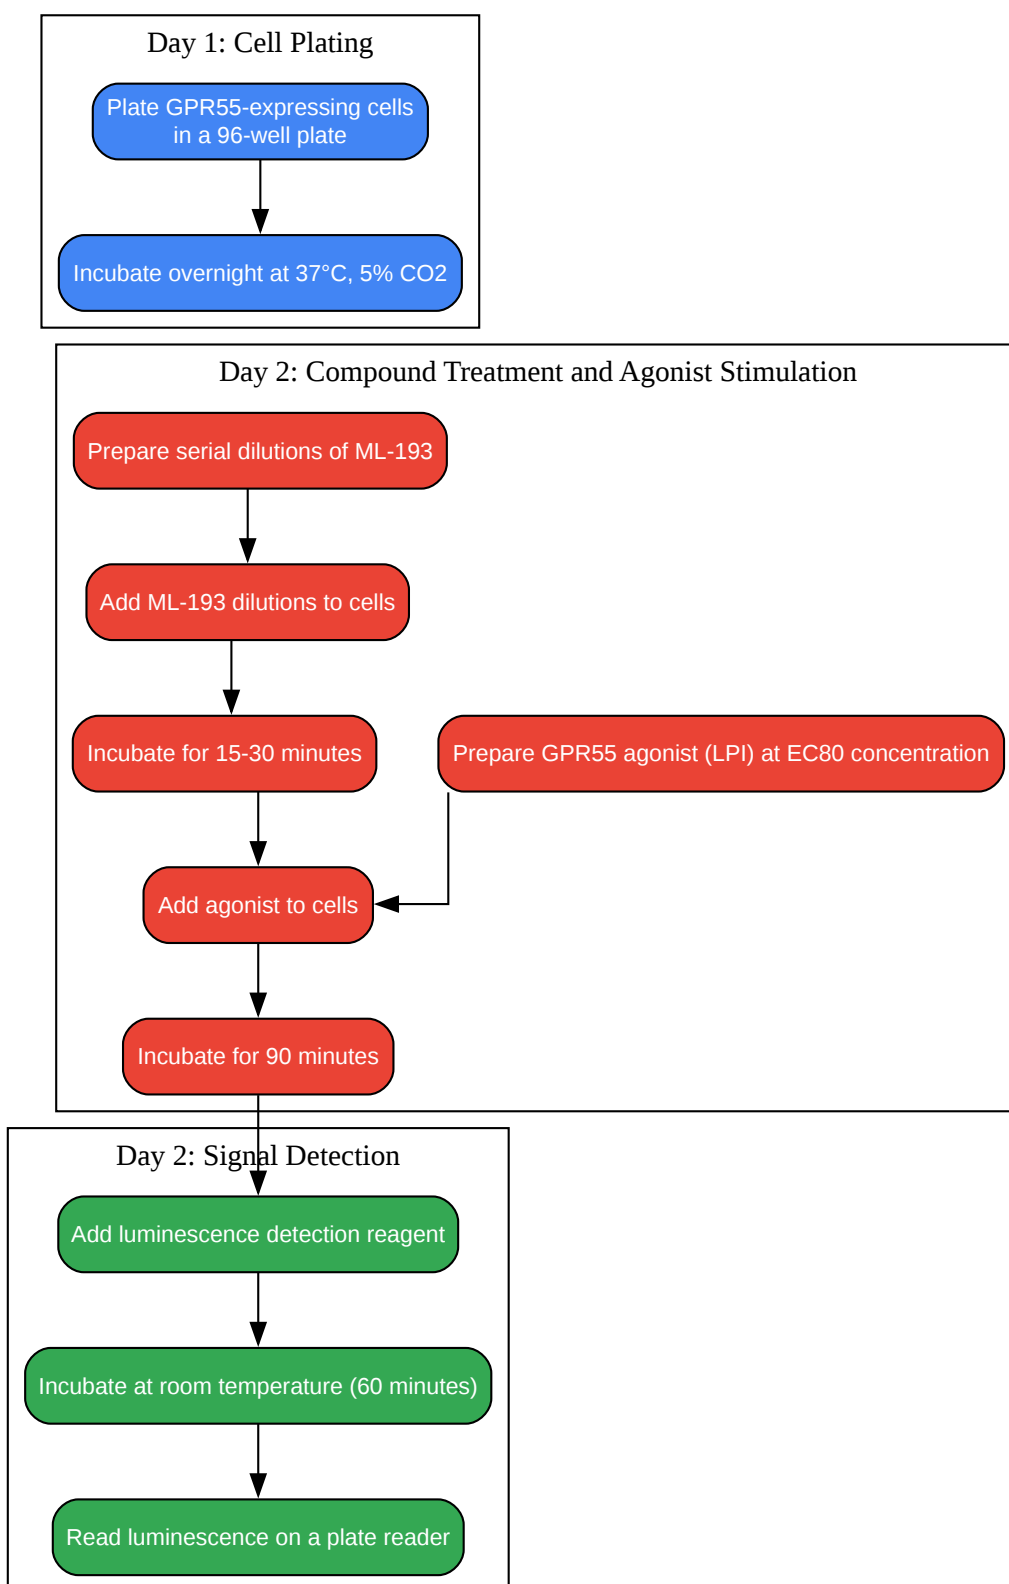 Day 1: Cell Plating
Plate GPR55-expressing cells
in a 96-well plate
Incubate overnight at 37°C, 5% CO2
Day 2: Compound Treatment and Agonist Stimulation
Prepare serial dilutions of ML-193
Add ML-193 dilutions to cells
Incubate for 15-30 minutes
Prepare GPR55 agonist (LPI) at EC80 concentration
Add agonist to cells
Incubate for 90 minutes
Day 2: Signal Detection
Add luminescence detection reagent
Incubate at room temperature (60 minutes)
Read luminescence on a plate reader